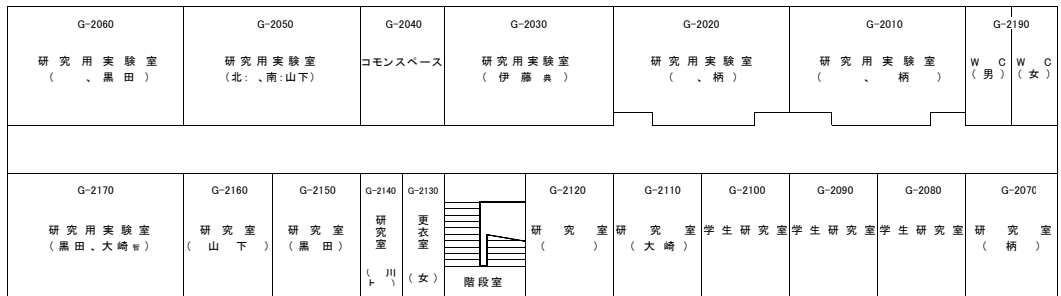 G-2060
研究用実験室
(　、黒田)
G-2050
研究用実験室
(北:　、南:山下)
G-2040
コモンスペース
G-2030
研究用実験室
(伊藤典)
G-2020
研究用実験室
(　、柄)
G-2010
研究用実験室
(　、柄　)
G-2190
WC
(男)
WC
(女)
G-2170
研究用実験室
(黒田、大崎智)
G-2160
研究室
(山下)
G-2150
研究室
(黒田)
G-2140
研究室
(川上)
G-2130
更衣室
(女)
階段室
G-2120
研究室
(　)
G-2110
研究室
(大崎)
G-2100
学生研究室
G-2090
学生研究室
G-2080
学生研究室
G-2070
研究室
(柄)